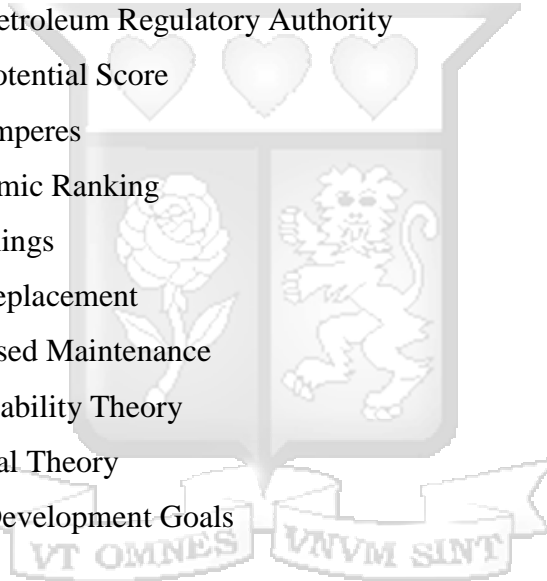 etroleum Regulatory Authority
otential Score
mperes
mic Ranking
ings
eplacement
sed Maintenance
ability Theory
al Theory
Development Goals
VT OMNES VNVM SINT